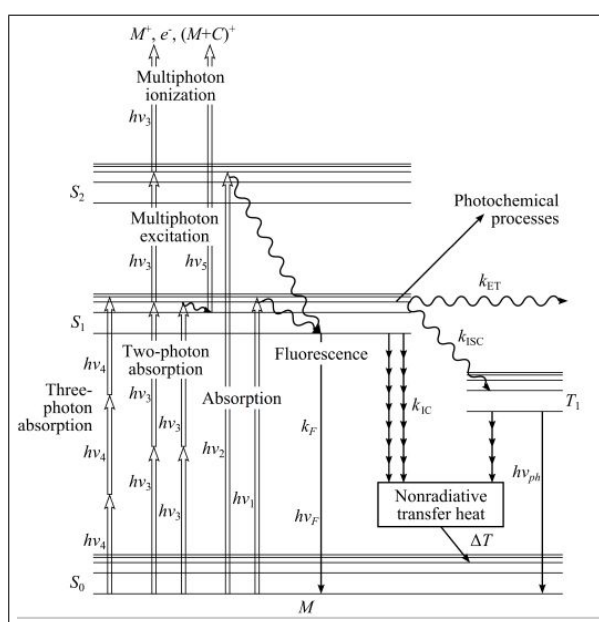 M⁺, e⁻, (M+C)⁺
Multiphoton
ionization
hν₃
S₂
Multiphoton
excitation
hν₃
hν₅
Photochemical
processes
k_ET
S₁
k_ISC
hν₄
Two-photon
absorption
Fluorescence
Three-
photon
absorption
hν₃
hν₃
Absorption
k_F
k_IC
T₁
hν₄
hν₂
hν₃
hν₃
hν₁
hν_F
hν_ph
Nonradiative
transfer heat
hν₄
ΔT
S₀
M